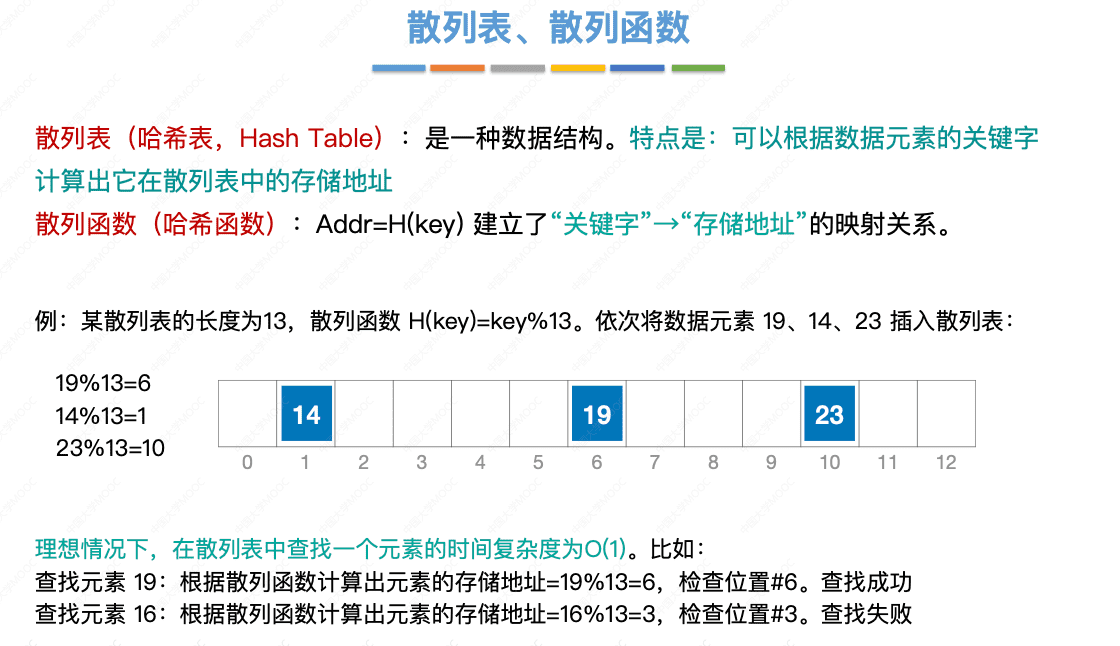 散列表、散列函数
散列表（哈希表，Hash Table）：是一种数据结构。特点是：可以根据数据元素的关键字
计算出它在散列表中的存储地址
散列函数（哈希函数）：Addr=H(key) 建立了“关键字”→“存储地址”的映射关系。
例：某散列表的长度为13，散列函数 H(key)=key%13。依次将数据元素 19、14、23 插入散列表：
19%13=6
14%13=1
23%13=10
14 19 23
0 1 2 3 4 5 6 7 8 9 10 11 12
理想情况下，在散列表中查找一个元素的时间复杂度为O(1)。比如：
查找元素 19：根据散列函数计算出元素的存储地址=19%13=6，检查位置#6。查找成功
查找元素 16：根据散列函数计算出元素的存储地址=16%13=3，检查位置#3。查找失败